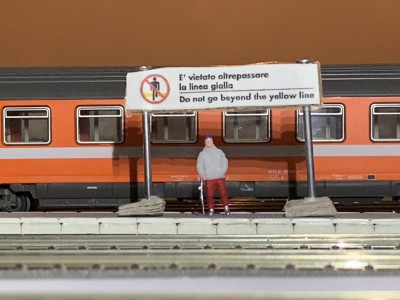 E' vietato oltrepassare
la linea gialla
Do not go beyond the yellow line